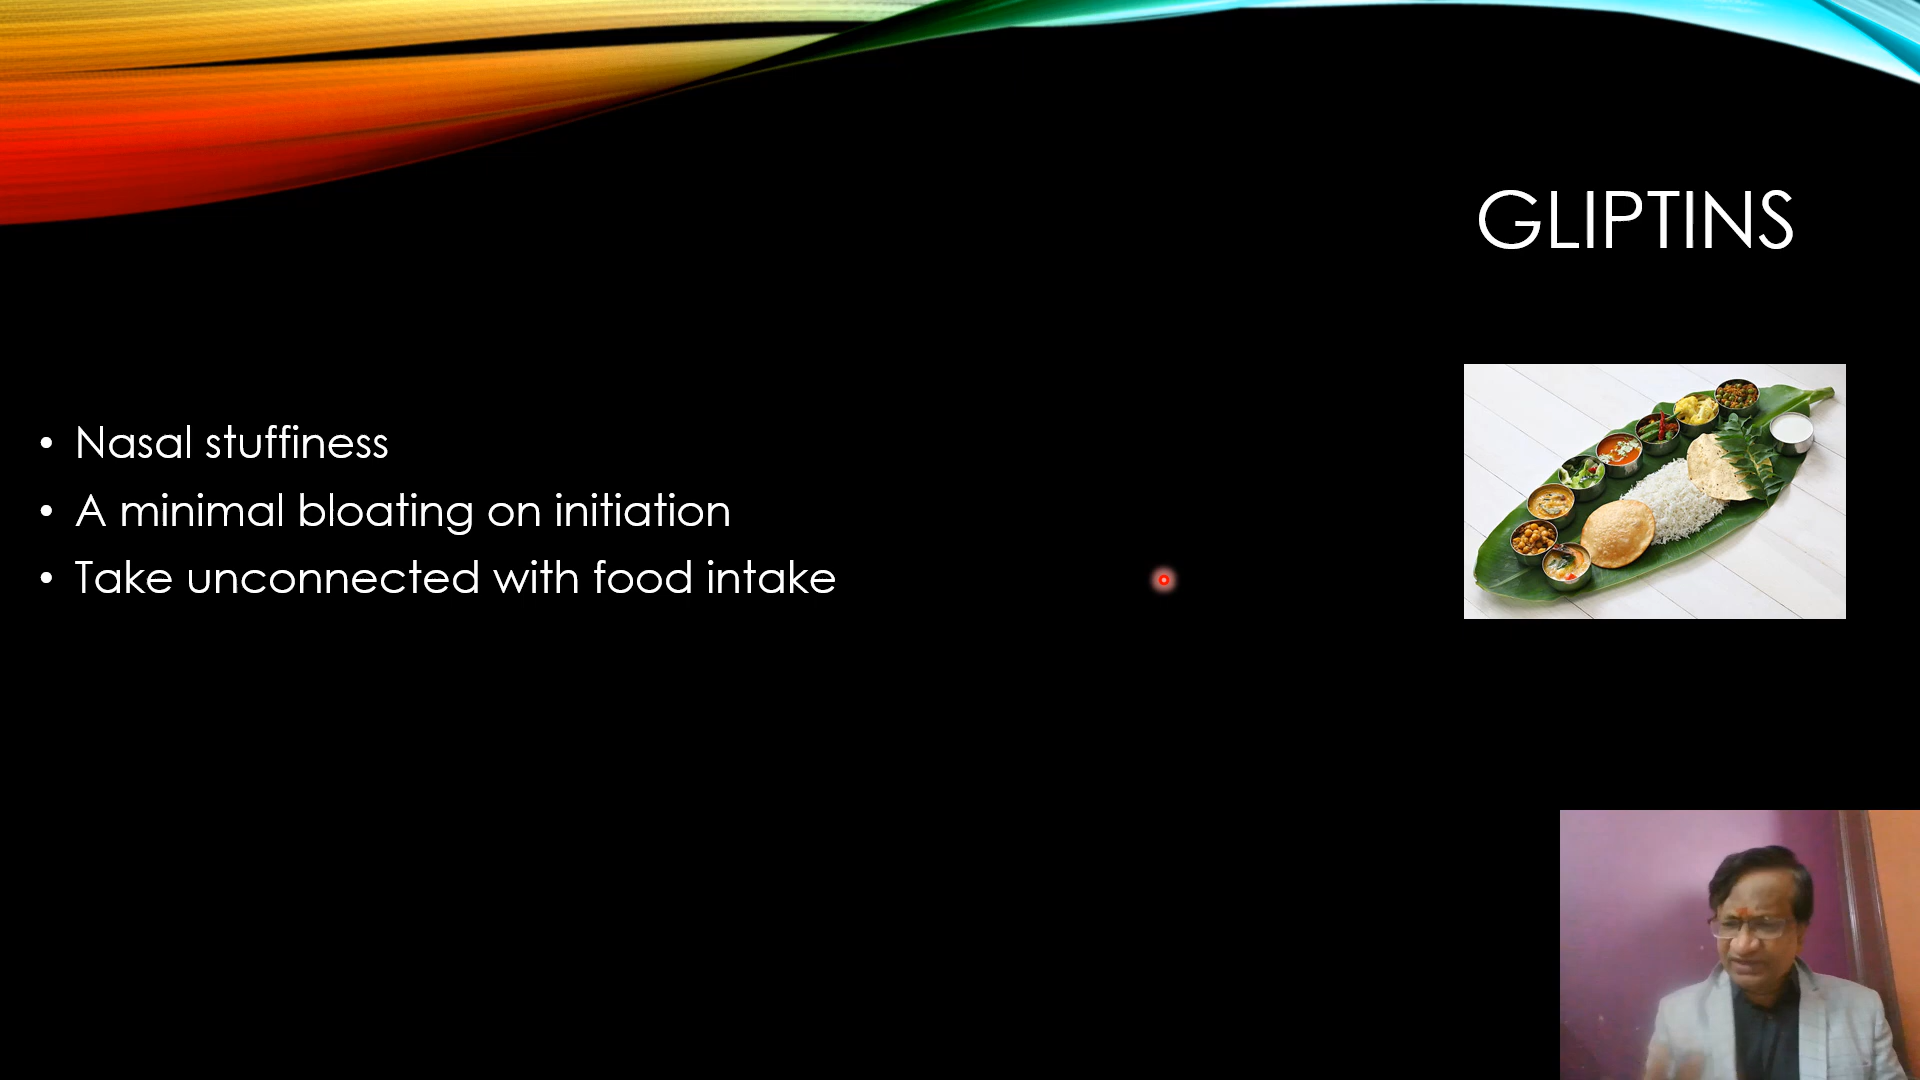 GLIPTINS
• Nasal stuffiness
• A minimal bloating on initiation
• Take unconnected with food intake